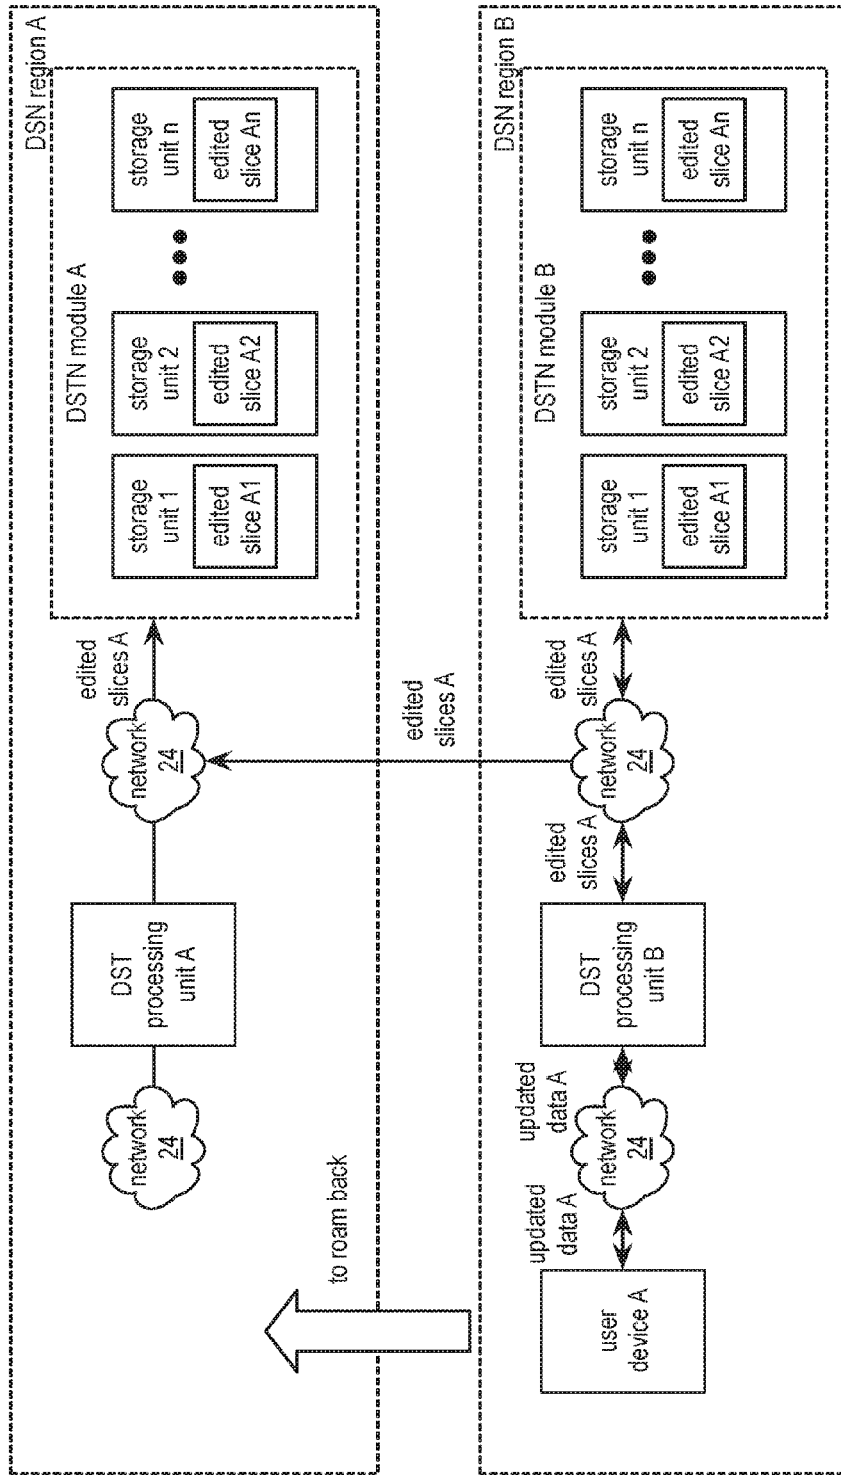 DSN region A
DSTN module A
storage
unit 1
edited
slice A1
storage
unit 2
edited
slice A2
storage
unit n
edited
slice An
network
24
DST
processing
unit A
network
24
edited
slices A
to roam back
edited
slices A
DSN region B
DSTN module B
storage
unit 1
edited
slice A1
storage
unit 2
edited
slice A2
storage
unit n
edited
slice An
user
device A
updated
data A
network
24
updated
data A
DST
processing
unit B
edited
slices A
network
24
edited
slices A